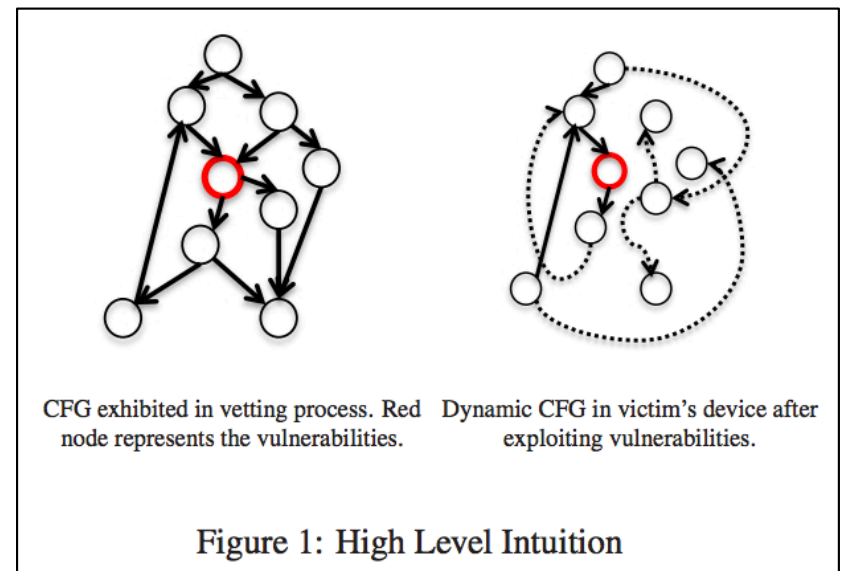 CFG exhibited in vetting process. Red
node represents the vulnerabilities.
Dynamic CFG in victim's device after
exploiting vulnerabilities.
Figure 1: High Level Intuition